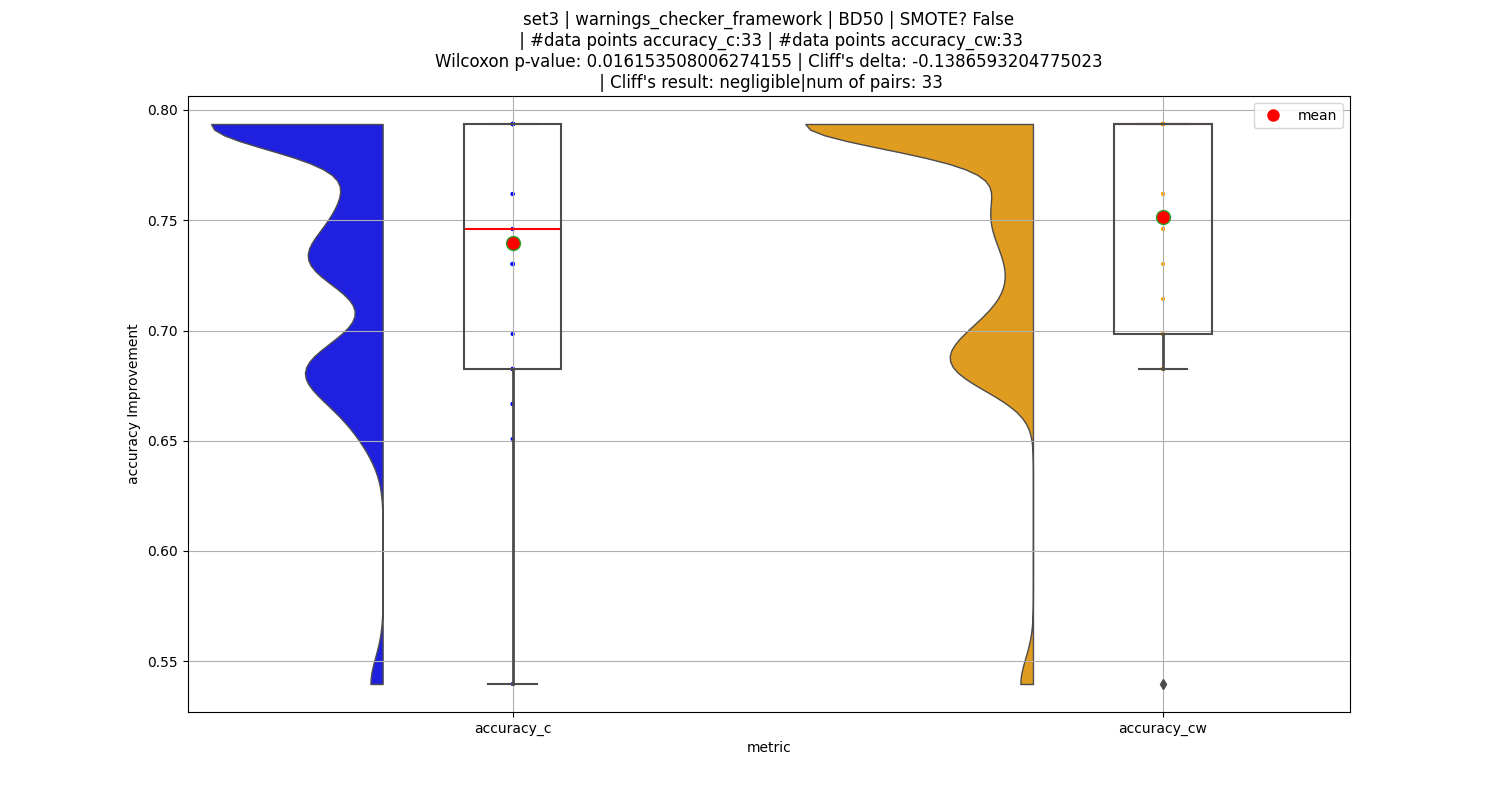 set3 | warnings_checker_framework | BD50 | SMOTE? False
| #data points accuracy_c:33 | #data points accuracy_cw:33
Wilcoxon p-value: 0.016153508006274155 | Cliff's delta: -0.1386593204775023
| Cliff's result: negligible|num of pairs: 33
mean
0.80
0.75
0.70
0.65
0.60
0.55
accuracy Improvement
accuracy_c
accuracy_cw
metric